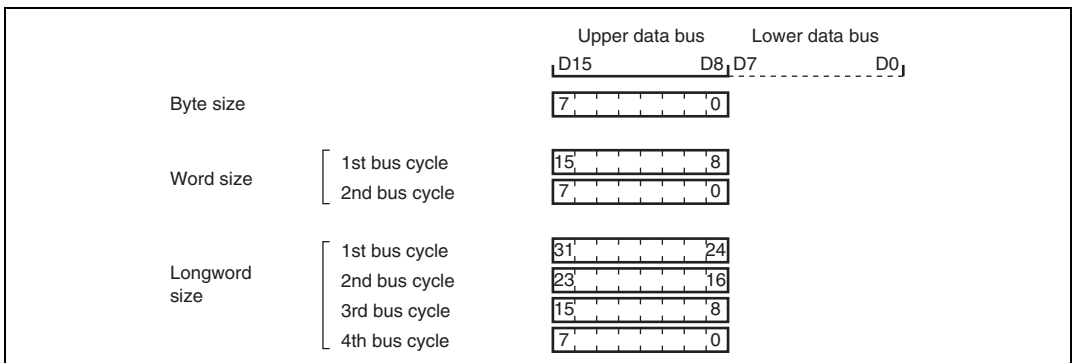 Upper data bus Lower data bus
D15 D8 D7 D0
Byte size 7 0
Word size
1st bus cycle 15 8
2nd bus cycle 7 0
Longword
size
1st bus cycle 31 24
2nd bus cycle 23 16
3rd bus cycle 15 8
4th bus cycle 7 0